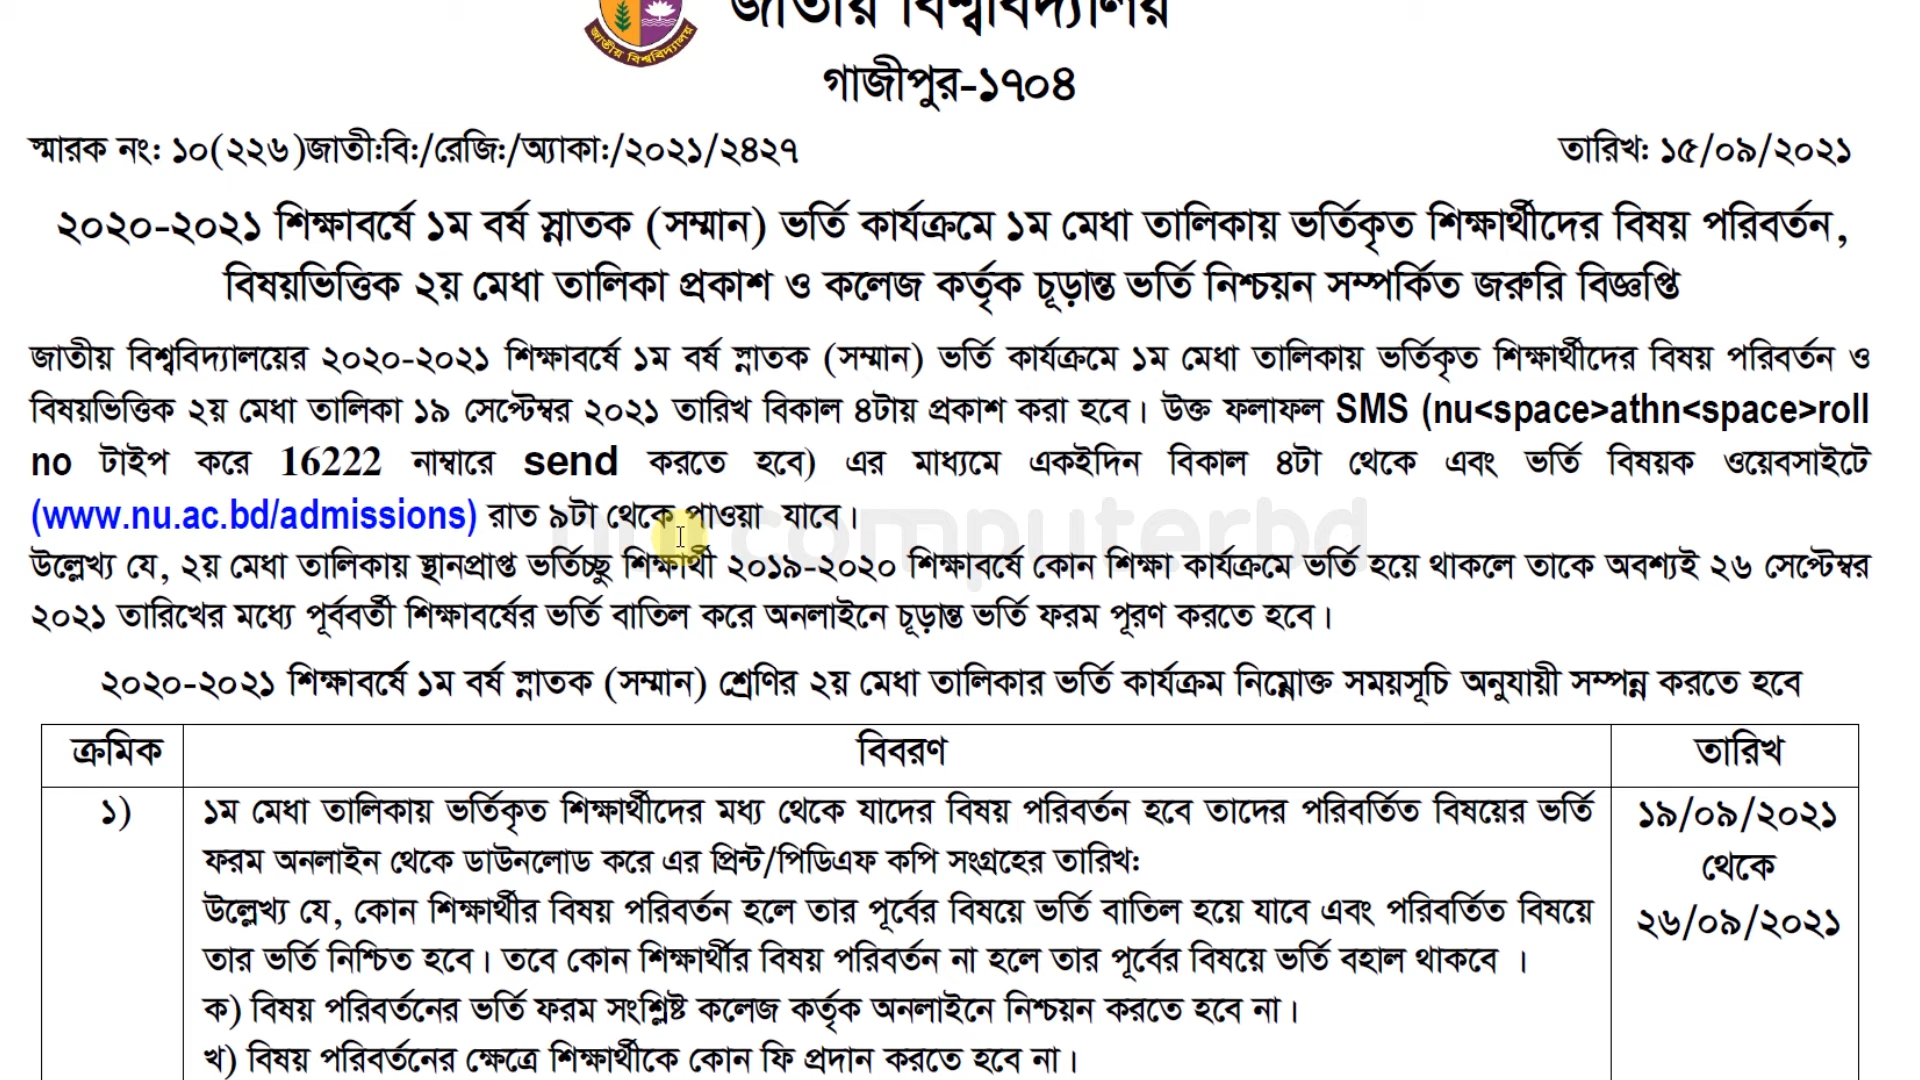 জাতীয় বিশ্ববিদ্যালয়
জাতীয় বিশ্ববিদ্যালয়
গাজীপুর-১৭০৪
স্মারক নং: ১০(২২৬)জাতী:বি:/রেজি:/অ্যাকা:/২০২১/২৪২৭ তারিখ: ১৫/০৯/২০২১
২০২০-২০২১ শিক্ষাবর্ষে ১ম বর্ষ স্নাতক (সম্মান) ভর্তি কার্যক্রমে ১ম মেধা তালিকায় ভর্তিকৃত শিক্ষার্থীদের বিষয় পরিবর্তন,
বিষয়ভিত্তিক ২য় মেধা তালিকা প্রকাশ ও কলেজ কর্তৃক চূড়ান্ত ভর্তি নিশ্চয়ন সম্পর্কিত জরুরি বিজ্ঞপ্তি
জাতীয় বিশ্ববিদ্যালয়ের ২০২০-২০২১ শিক্ষাবর্ষে ১ম বর্ষ স্নাতক (সম্মান) ভর্তি কার্যক্রমে ১ম মেধা তালিকায় ভর্তিকৃত শিক্ষার্থীদের বিষয় পরিবর্তন ও
বিষয়ভিত্তিক ২য় মেধা তালিকা ১৯ সেপ্টেম্বর ২০২১ তারিখ বিকাল ৪টায় প্রকাশ করা হবে। উক্ত ফলাফল SMS (nu<space>athn<space>roll
no টাইপ করে 16222 নাম্বারে send করতে হবে) এর মাধ্যমে একইদিন বিকাল ৪টা থেকে এবং ভর্তি বিষয়ক ওয়েবসাইটে
(www.nu.ac.bd/admissions) রাত ৯টা থেকে পাওয়া যাবে।
computerbd
উল্লেখ্য যে, ২য় মেধা তালিকায় স্থানপ্রাপ্ত ভর্তিচ্ছু শিক্ষার্থী ২০১৯-২০২০ শিক্ষাবর্ষে কোন শিক্ষা কার্যক্রমে ভর্তি হয়ে থাকলে তাকে অবশ্যই ২৬ সেপ্টেম্বর
২০২১ তারিখের মধ্যে পূর্ববর্তী শিক্ষাবর্ষের ভর্তি বাতিল করে অনলাইনে চূড়ান্ত ভর্তি ফরম পূরণ করতে হবে।
২০২০-২০২১ শিক্ষাবর্ষে ১ম বর্ষ স্নাতক (সম্মান) শ্রেণির ২য় মেধা তালিকার ভর্তি কার্যক্রম নিম্নোক্ত সময়সূচি অনুযায়ী সম্পন্ন করতে হবে
ক্রমিক বিবরণ তারিখ
১) ১ম মেধা তালিকায় ভর্তিকৃত শিক্ষার্থীদের মধ্য থেকে যাদের বিষয় পরিবর্তন হবে তাদের পরিবর্তিত বিষয়ের ভর্তি ১৯/০৯/২০২১
ফরম অনলাইন থেকে ডাউনলোড করে এর প্রিন্ট/পিডিএফ কপি সংগ্রহের তারিখ: থেকে
উল্লেখ্য যে, কোন শিক্ষার্থীর বিষয় পরিবর্তন হলে তার পূর্বের বিষয়ে ভর্তি বাতিল হয়ে যাবে এবং পরিবর্তিত বিষয়ে ২৬/০৯/২০২১
তার ভর্তি নিশ্চিত হবে। তবে কোন শিক্ষার্থীর বিষয় পরিবর্তন না হলে তার পূর্বের বিষয়ে ভর্তি বহাল থাকবে ।
ক) বিষয় পরিবর্তনের ভর্তি ফরম সংশ্লিষ্ট কলেজ কর্তৃক অনলাইনে নিশ্চয়ন করতে হবে না।
খ) বিষয় পরিবর্তনের ক্ষেত্রে শিক্ষার্থীকে কোন ফি প্রদান করতে হবে না।